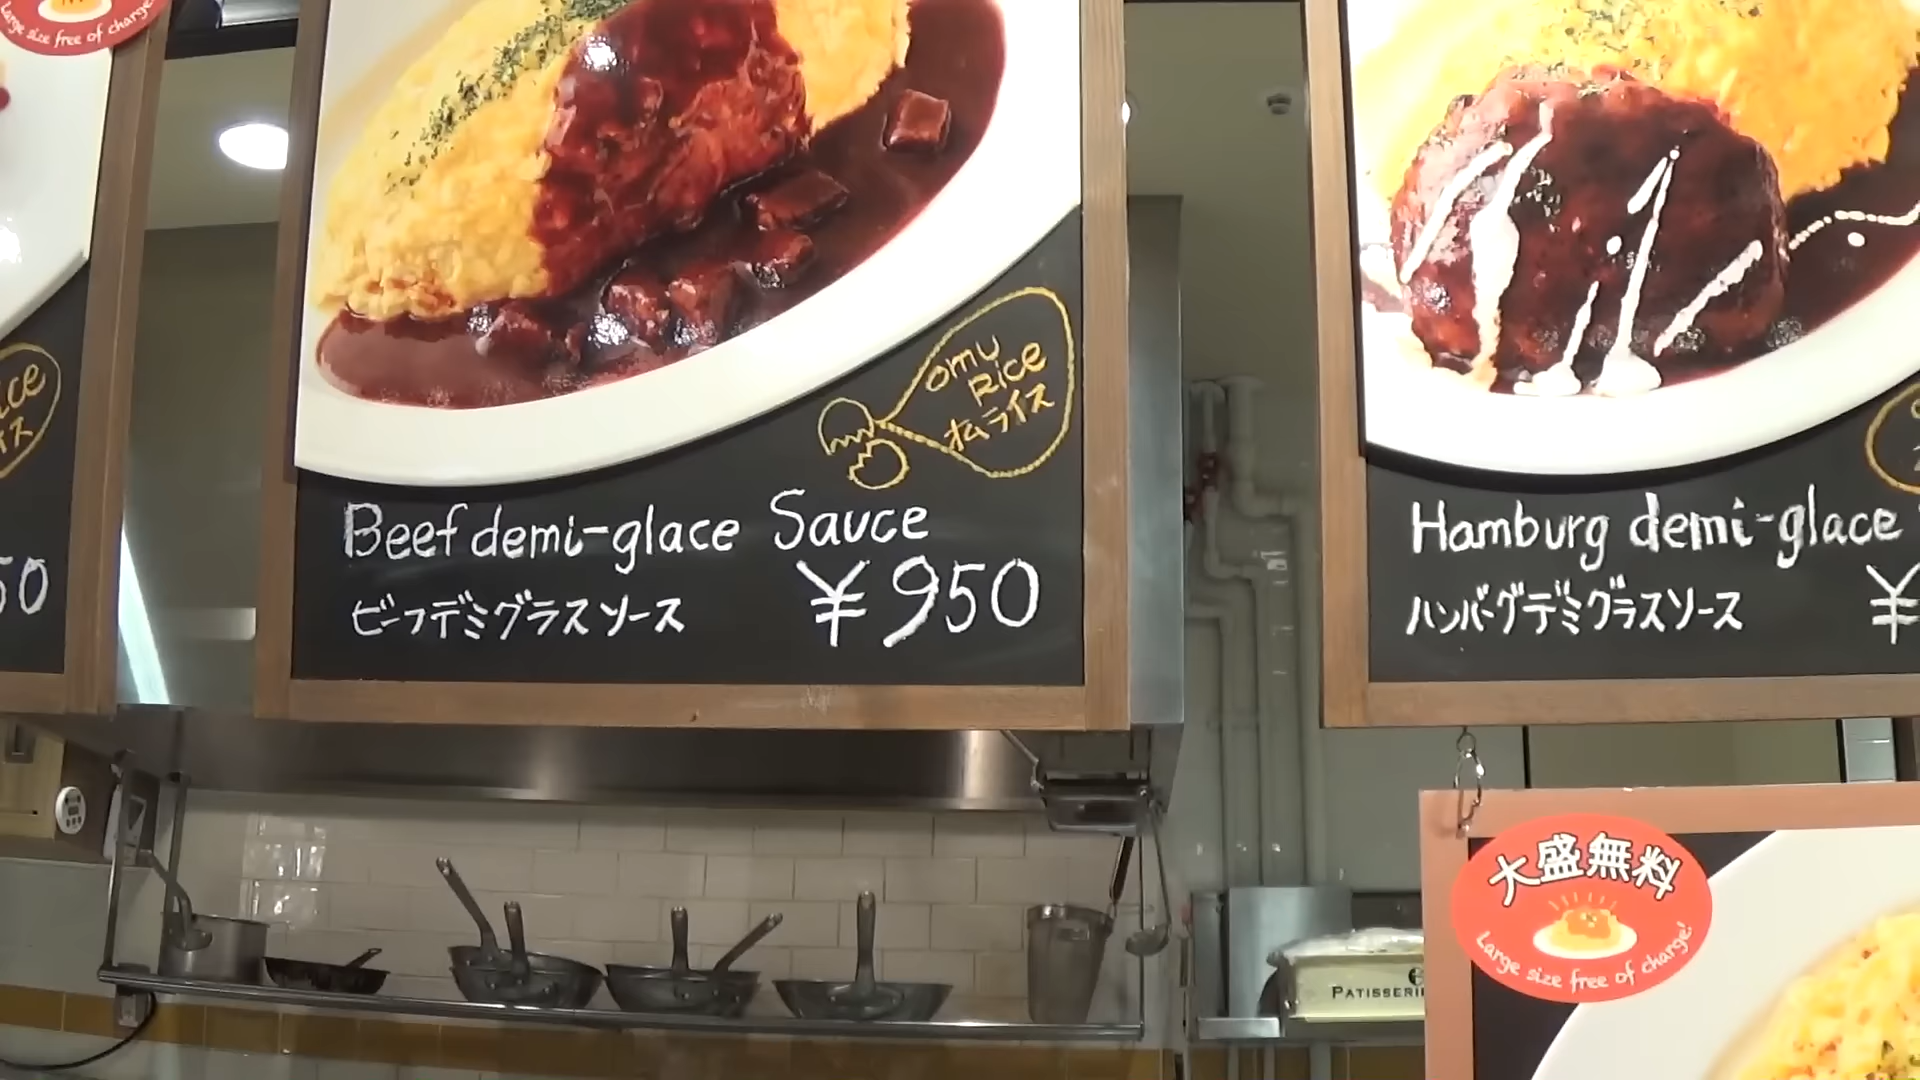 Large size free of charge!
ice
イス
50
omu
Rice
オムライス
Beef demi-glace Sauce
ビーフデミグラスソース
¥950
Hamburg demi-glace
ハンバーグデミグラスソース
¥
大盛無料
Large size free of charge!
PATISSERI